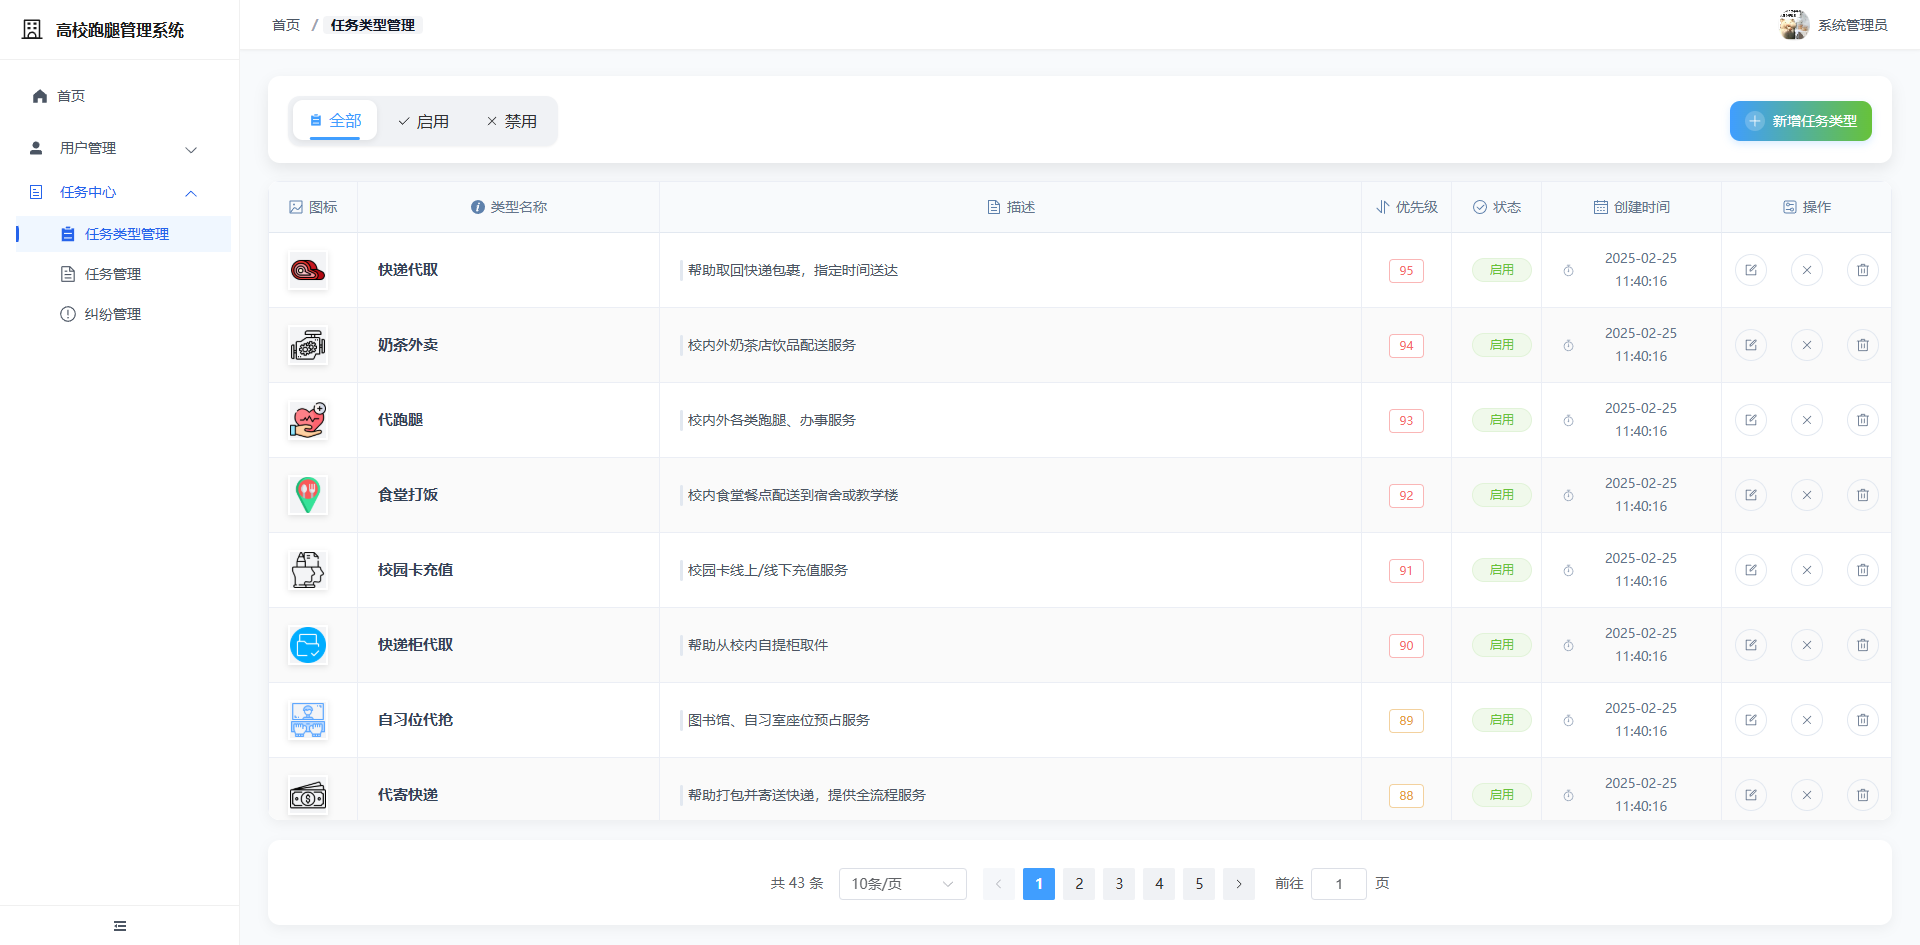 高校跑腿管理系统
首页 / 任务类型管理
系统管理员
首页
用户管理
任务中心
任务类型管理
任务管理
纠纷管理
全部 启用 禁用
新增任务类型
图标 类型名称 描述 优先级 状态 创建时间 操作
快递代取 帮助取回快递包裹，指定时间送达 95 启用 2025-02-25 11:40:16
奶茶外卖 校内外奶茶店饮品配送服务 94 启用 2025-02-25 11:40:16
代跑腿 校内外各类跑腿、办事服务 93 启用 2025-02-25 11:40:16
食堂打饭 校内食堂餐点配送到宿舍或教学楼 92 启用 2025-02-25 11:40:16
校园卡充值 校园卡线上/线下充值服务 91 启用 2025-02-25 11:40:16
快递柜代取 帮助从校内自提柜取件 90 启用 2025-02-25 11:40:16
自习位代抢 图书馆、自习室座位预占服务 89 启用 2025-02-25 11:40:16
代寄快递 帮助打包并寄送快递，提供全流程服务 88 启用 2025-02-25 11:40:16
共 43 条 10条/页 1 2 3 4 5 前往 1 页